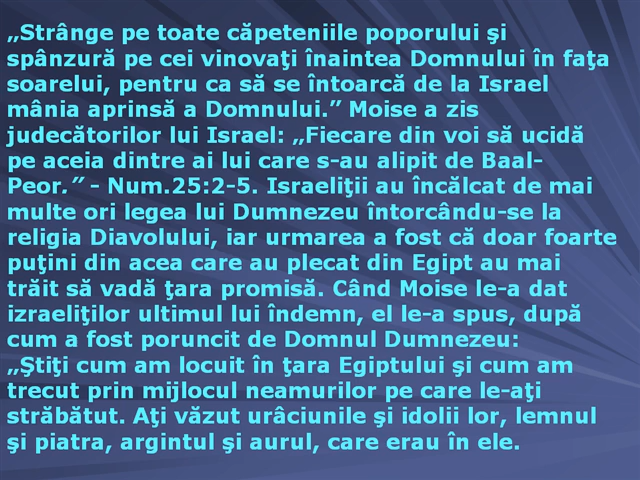 „Strânge pe toate căpeteniile poporului şi
spânzură pe cei vinovaţi înaintea Domnului în faţa
soarelui, pentru ca să se întoarcă de la Israel
mânia aprinsă a Domnului.” Moise a zis
judecătorilor lui Israel: „Fiecare din voi să ucidă
pe aceia dintre ai lui care s-au alipit de Baal-
Peor.” - Num.25:2-5. Israeliţii au încălcat de mai
multe ori legea lui Dumnezeu întorcându-se la
religia Diavolului, iar urmarea a fost că doar foarte
puţini din acea care au plecat din Egipt au mai
trăit să vadă ţara promisă. Când Moise le-a dat
izraeliţilor ultimul lui îndemn, el le-a spus, după
cum a fost poruncit de Domnul Dumnezeu:
„Ştiţi cum am locuit în ţara Egiptului şi cum am
trecut prin mijlocul neamurilor pe care le-aţi
străbătut. Aţi văzut urâciunile şi idolii lor, lemnul
şi piatra, argintul şi aurul, care erau în ele.